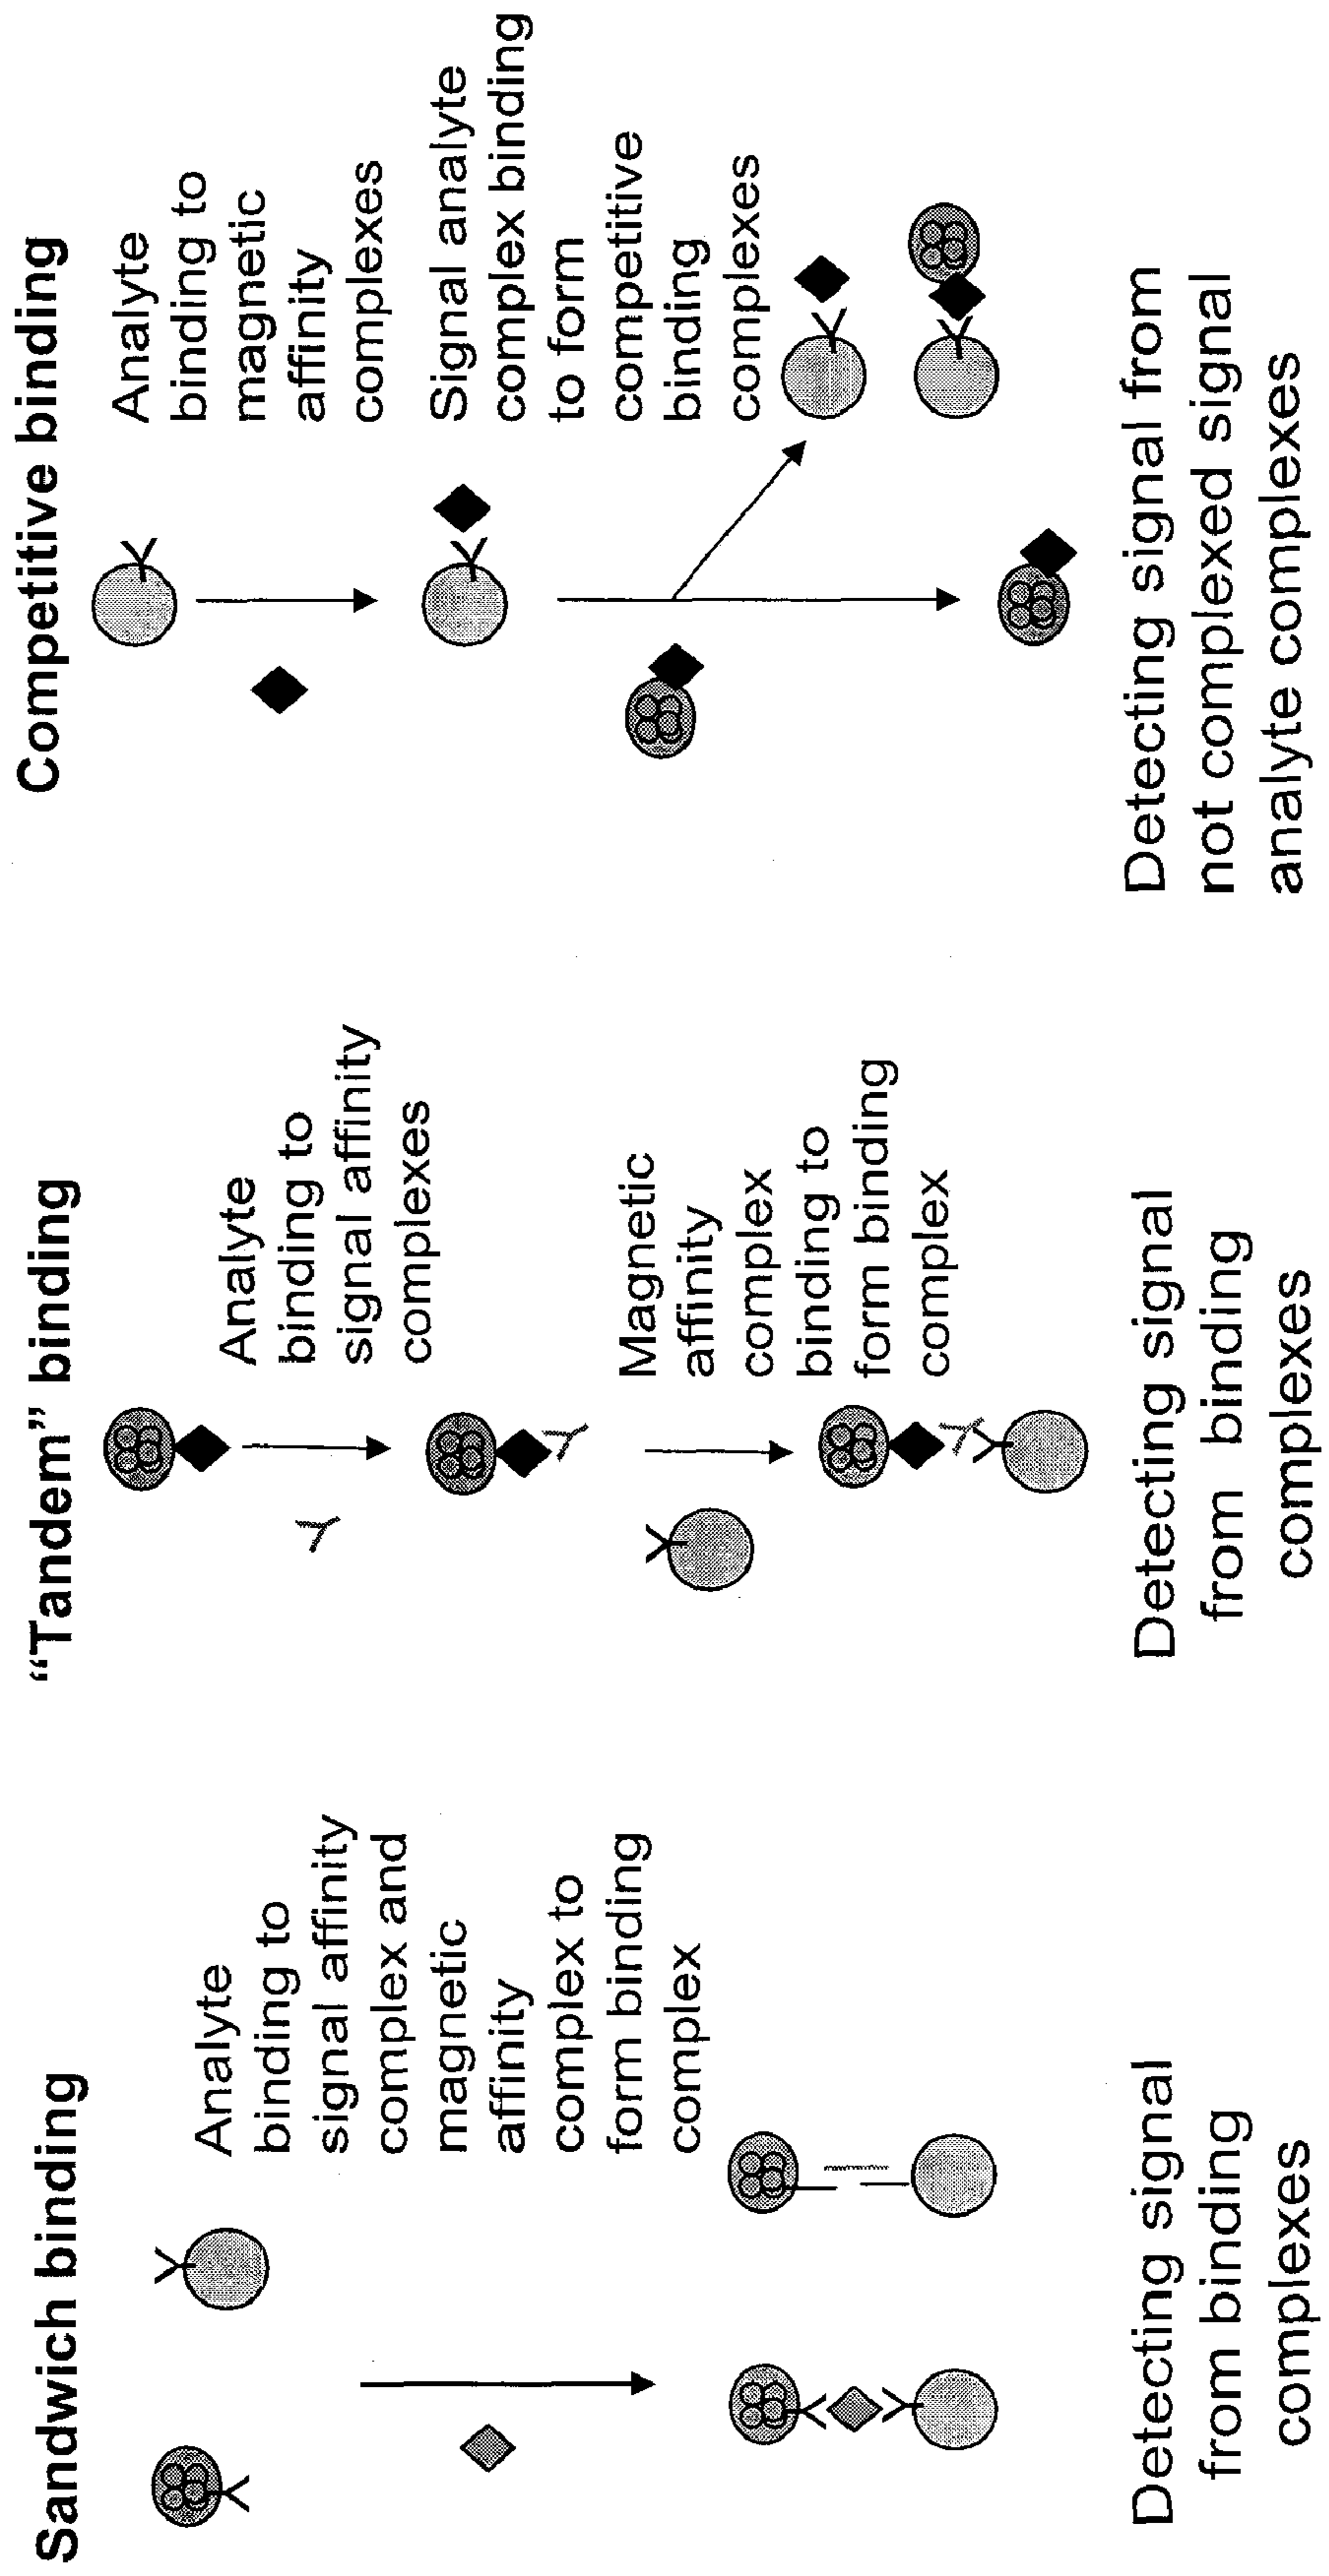 Sandwich binding
Analyte
binding to
signal affinity
complex and
magnetic
affinity
complex to
form binding
complex
Detecting signal
from binding
complexes
“Tandem” binding
Analyte
binding to
signal affinity
complexes
Magnetic
affinity
complex
binding to
form binding
complex
Detecting signal
from binding
complexes
Competitive binding
Analyte
binding to
magnetic
affinity
complexes
Signal analyte
complex binding
to form
competitive
binding
complexes
Detecting signal from
not complexed signal
analyte complexes